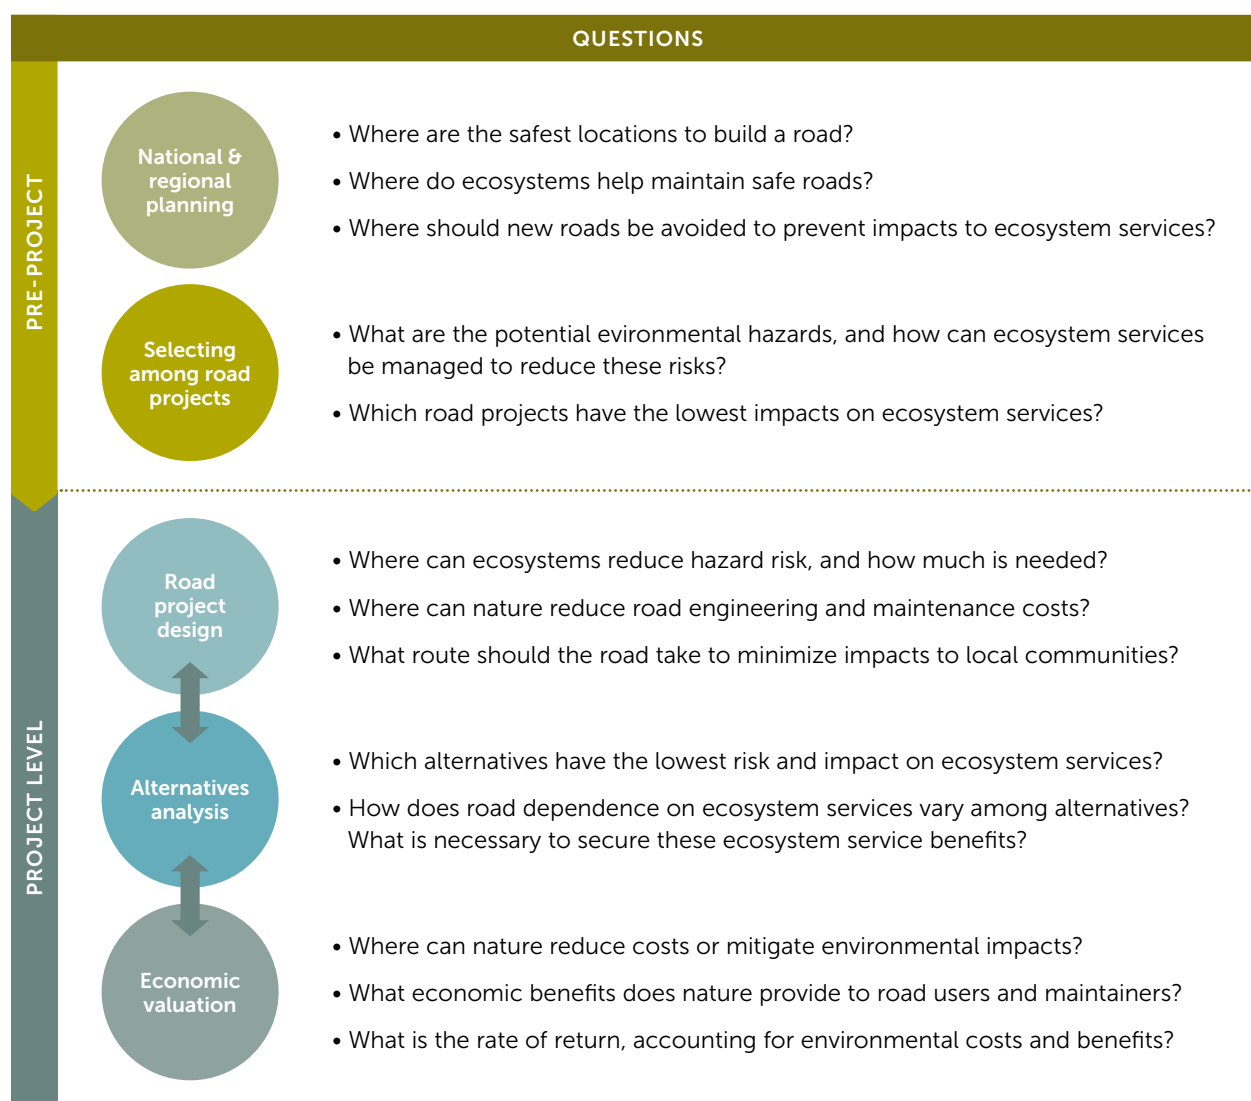 QUESTIONS
PRE-PROJECT
National &
regional
planning
• Where are the safest locations to build a road?
• Where do ecosystems help maintain safe roads?
• Where should new roads be avoided to prevent impacts to ecosystem services?
Selecting
among road
projects
• What are the potential evironmental hazards, and how can ecosystem services
be managed to reduce these risks?
• Which road projects have the lowest impacts on ecosystem services?
PROJECT LEVEL
Road
project
design
• Where can ecosystems reduce hazard risk, and how much is needed?
• Where can nature reduce road engineering and maintenance costs?
• What route should the road take to minimize impacts to local communities?
Alternatives
analysis
• Which alternatives have the lowest risk and impact on ecosystem services?
• How does road dependence on ecosystem services vary among alternatives?
What is necessary to secure these ecosystem service benefits?
Economic
valuation
• Where can nature reduce costs or mitigate environmental impacts?
• What economic benefits does nature provide to road users and maintainers?
• What is the rate of return, accounting for environmental costs and benefits?